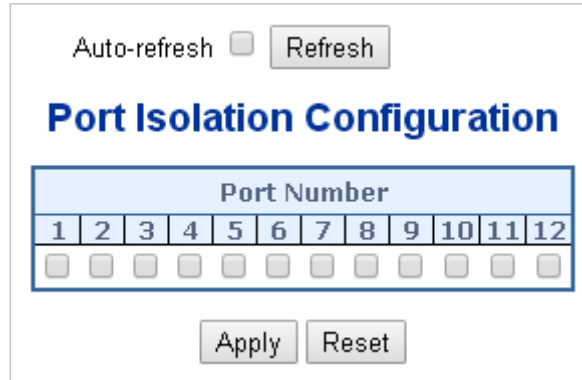 Auto-refresh Refresh
Port Isolation Configuration
Port Number
1 2 3 4 5 6 7 8 9 10 11 12
Apply Reset